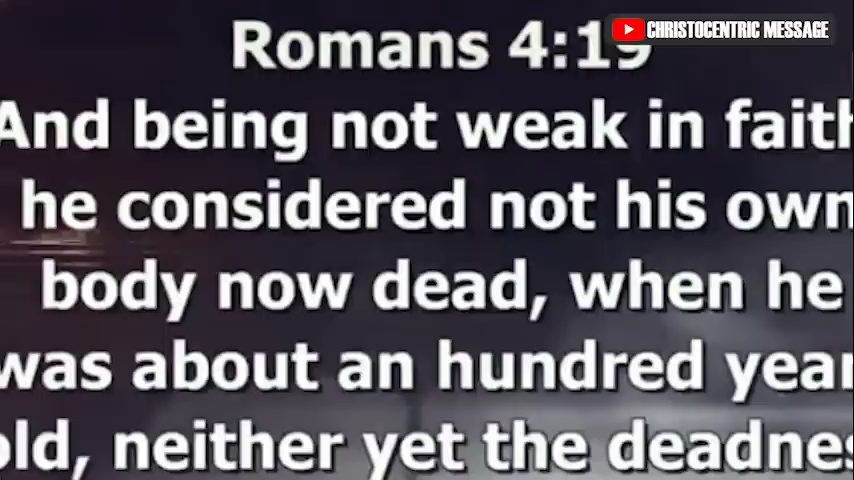 Romans 4:19
CHRISTOCENTRIC MESSAGE
And being not weak in faith
he considered not his own
body now dead, when he
was about an hundred year
old, neither yet the deadnes